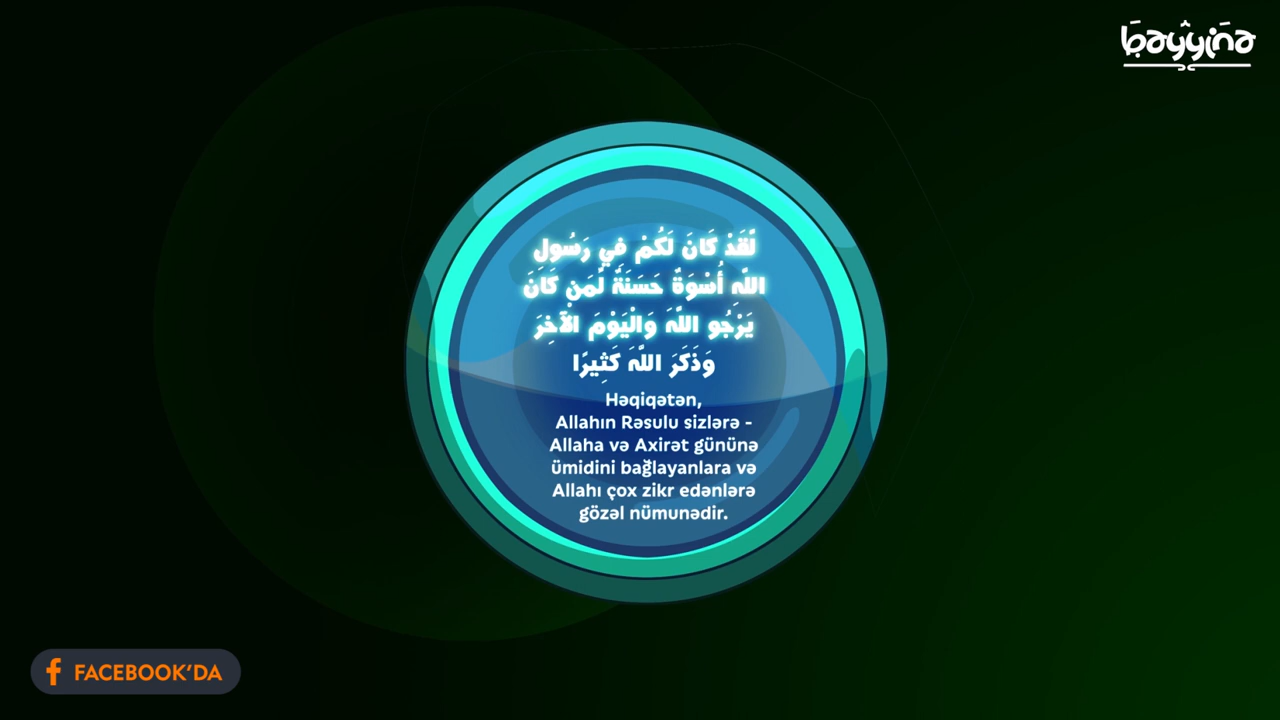 bayyina
لَّقَدْ كَانَ لَكُمْ فِي رَسُولِ
اللَّهِ أُسْوَةٌ حَسَنَةٌ لِّمَن كَانَ
يَرْجُو اللَّهَ وَالْيَوْمَ الْآخِرَ
وَذَكَرَ اللَّهَ كَثِيرًا
Həqiqətən,
Allahın Rəsulu sizlərə -
Allaha və Axirət gününə
ümidini bağlayanlara və
Allahı çox zikr edənlərə
gözəl nümunədir.
FACEBOOK’DA